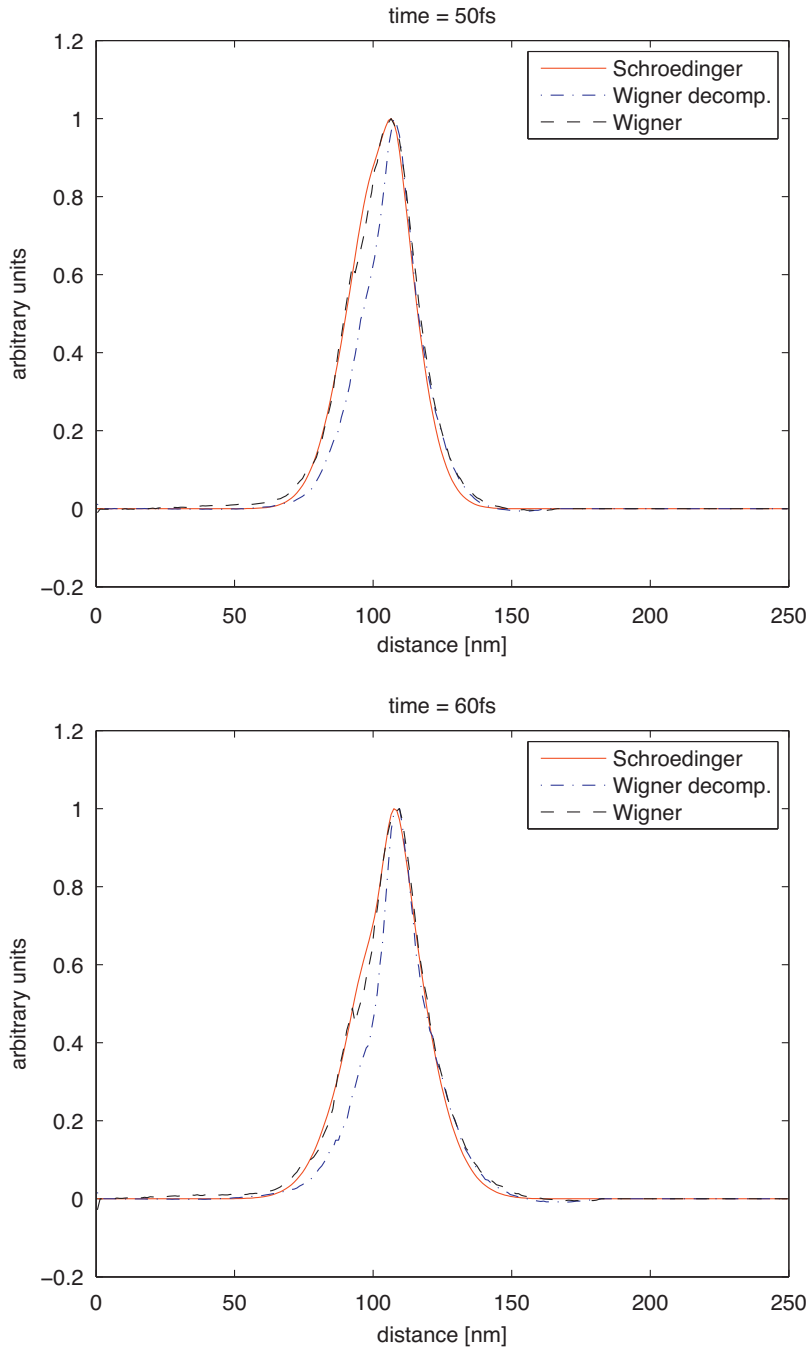 time = 50fs
1.2
1
0.8
0.6
0.4
0.2
0
−0.2
arbitrary units
Schroedinger
Wigner decomp.
Wigner
0 50 100 150 200 250
distance [nm]
time = 60fs
1.2
1
0.8
0.6
0.4
0.2
0
−0.2
arbitrary units
Schroedinger
Wigner decomp.
Wigner
0 50 100 150 200 250
distance [nm]